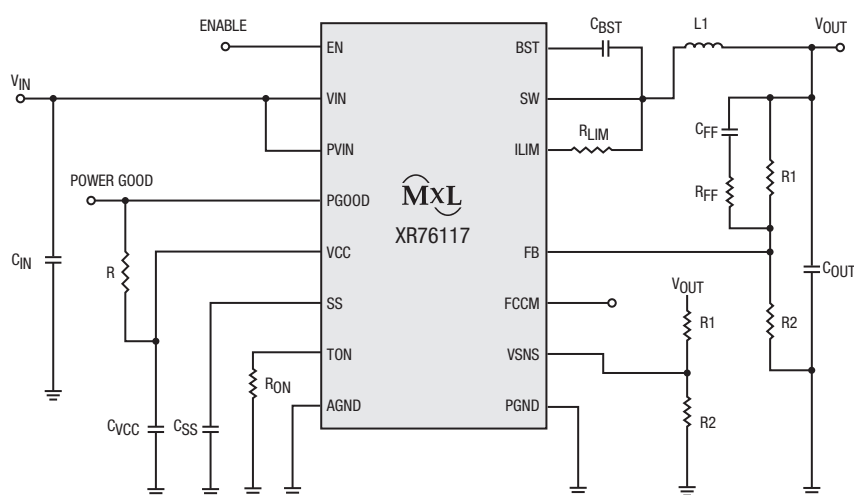 ENABLE
EN
BST
CBST
L1
VOUT
VIN
VIN
SW
PVIN
ILIM
RLIM
CFF
RFF
R1
POWER GOOD
PGOOD
MxL
XR76117
CIN
R
VCC
FB
COUT
SS
FCCM
VOUT
R1
R2
TON
RON
VSNS
AGND
PGND
R2
CVCC
CSS